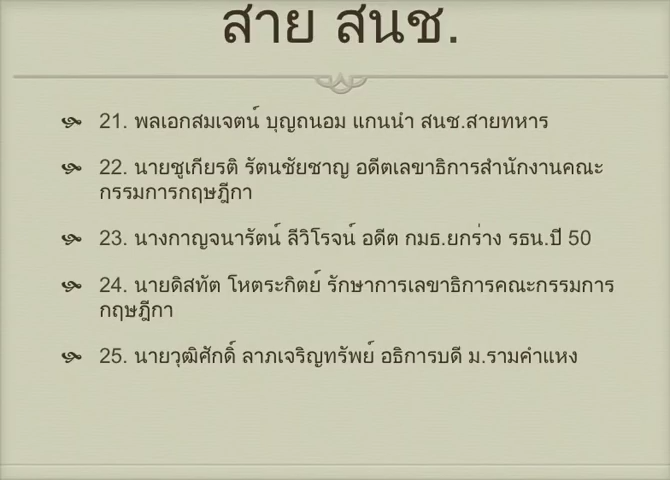 สาย สนช.
21. พลเอกสมเจตน์ บุญถนอม แกนนำ สนช.สายทหาร
22. นายชูเกียรติ รัตนชัยชาญ อดีตเลขาธิการสำนักงานคณะ
กรรมการกฤษฎีกา
23. นางกาญจนารัตน์ ลีวิโรจน์ อดีต กมธ.ยกร่าง รธน.ปี 50
24. นายดิสทัต โหตระกิตย์ รักษาการเลขาธิการคณะกรรมการ
กฤษฎีกา
25. นายวุฒิศักดิ์ ลาภเจริญทรัพย์ อธิการบดี ม.รามคำแหง